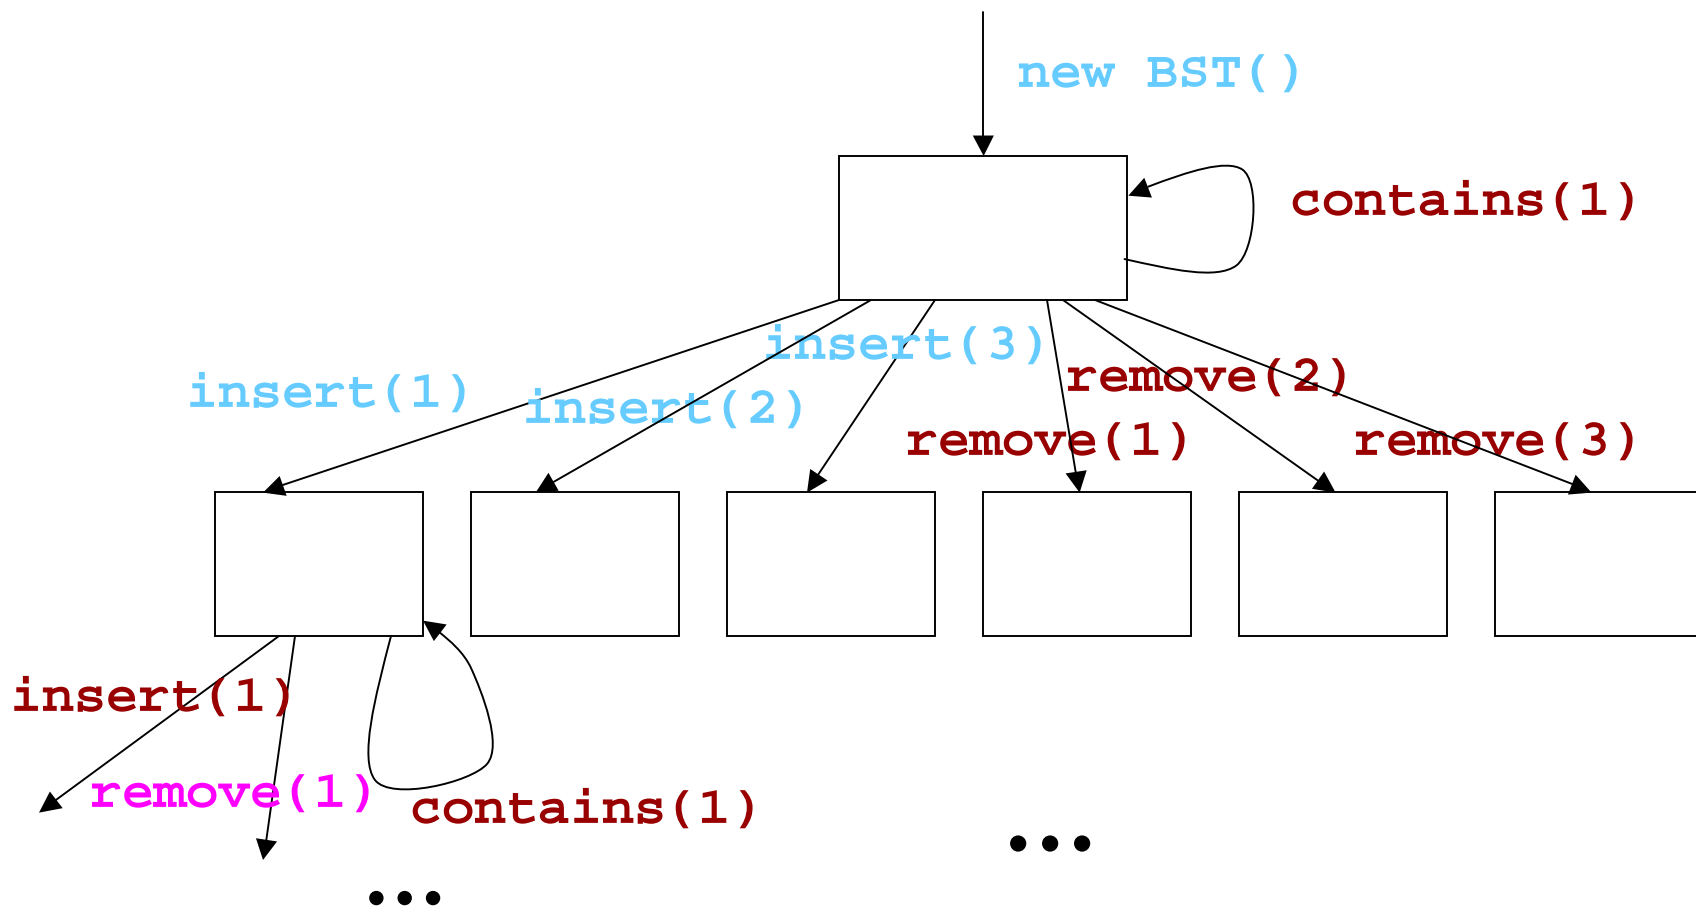 new BST()
contains(1)
insert(3)
remove(2)
insert(1)
insert(2)
remove(1)
remove(3)
insert(1)
remove(1)
contains(1)
...
...